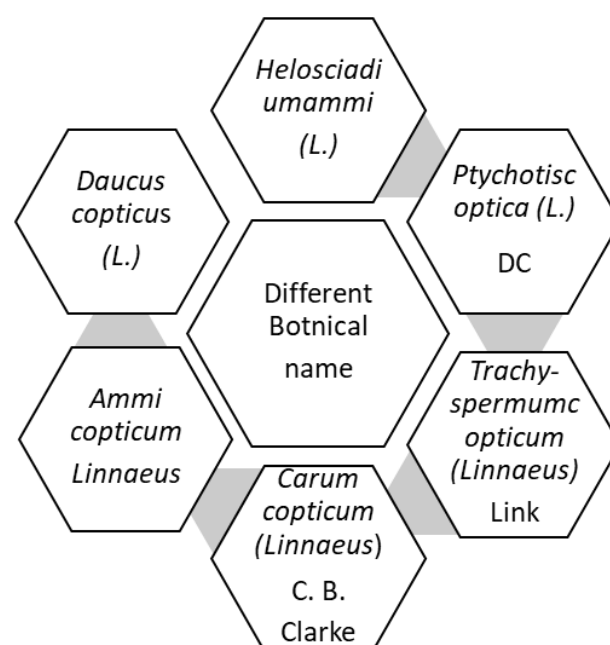 Helosciadi
umammi
(L.)
Ptychotisc
optica (L.)
DC
Trachy-
spermumc
opticum
(Linnaeus)
Link
Carum
copticum
(Linnaeus)
C. B.
Clarke
Ammi
copticum
Linnaeus
Daucus
copticus
(L.)
Different
Botnical
name